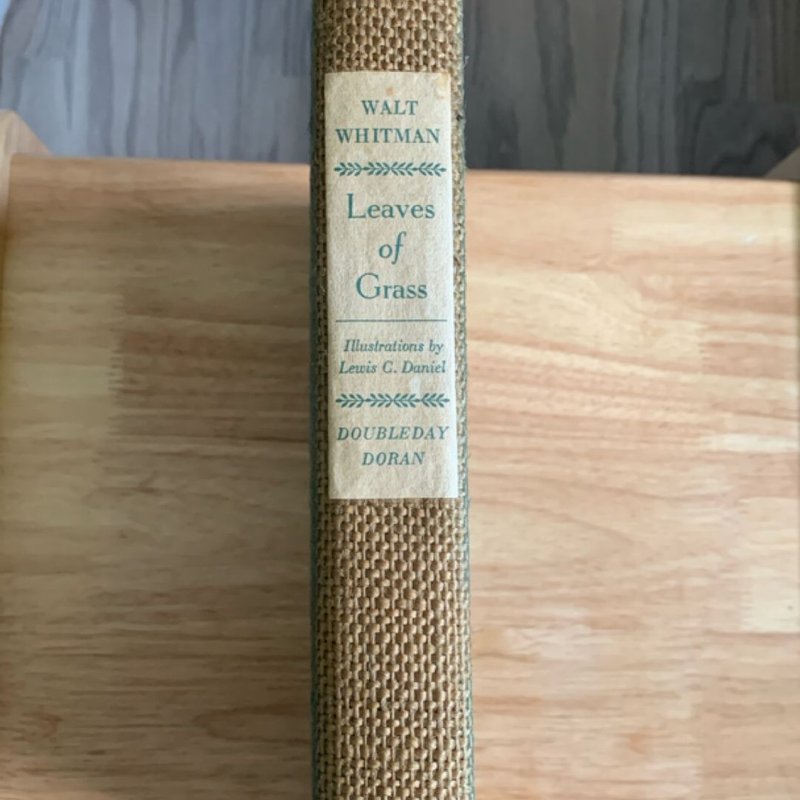 WALT
WHITMAN
Leaves
of
Grass
Illustrations by
Lewis C. Daniel
DOUBLEDAY
DORAN